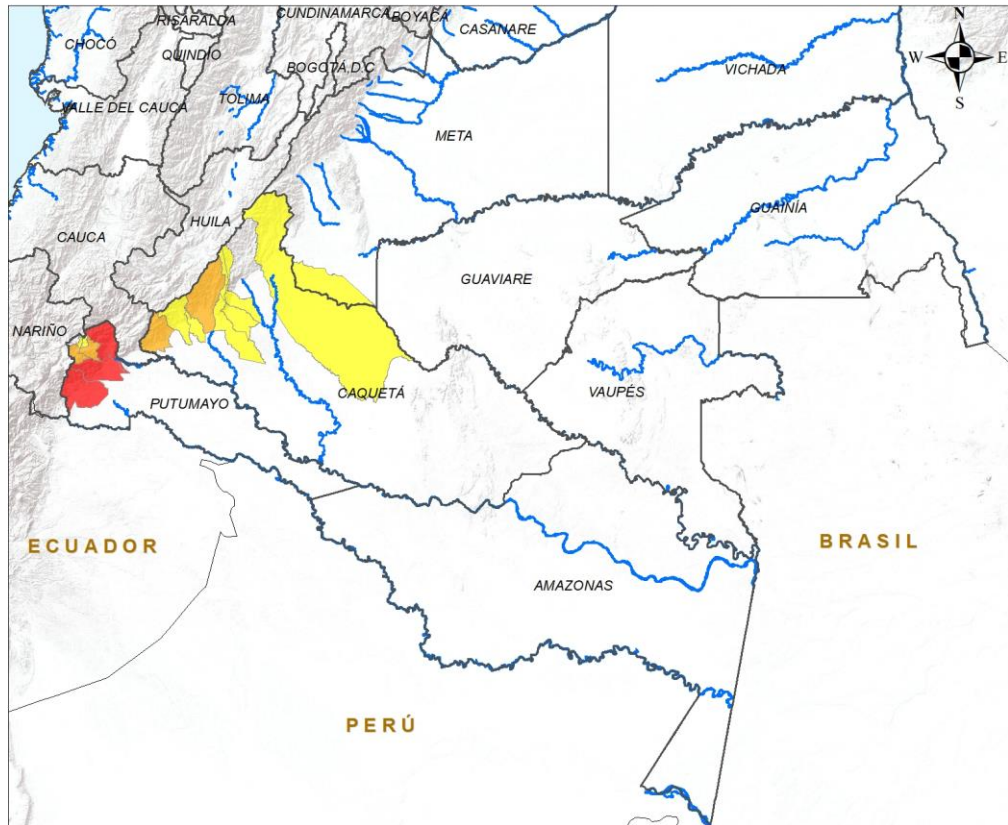 CUNDINAMARCA
BOYACÁ
RISARALDA
CASANARE
N
CHOCÓ
QUINDIO
W
E
BOGOTÁ D.C
VICHADA
S
TOLIMA
VALLE DEL CAUCA
META
GUAINÍA
HUILA
CAUCA
GUAVIARE
NARIÑO
CAQUETÁ
VAUPÉS
PUTUMAYO
ECUADOR
BRASIL
AMAZONAS
PERÚ